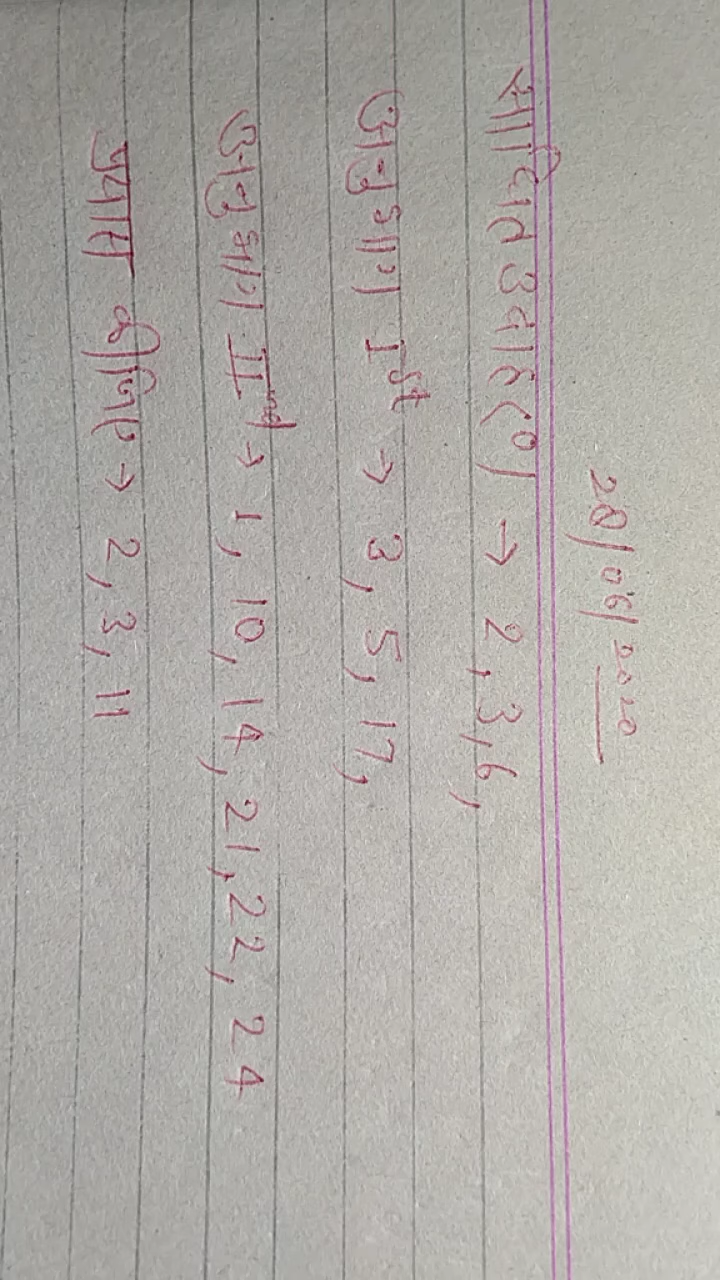 28/06/2020
साधित उदाहरण → 2, 3, 6,
अनुभाग Ist → 3, 5, 17,
अनुभाग IInd → 1, 10, 14, 21, 22, 24
प्रयास कीजिए → 2, 3, 11